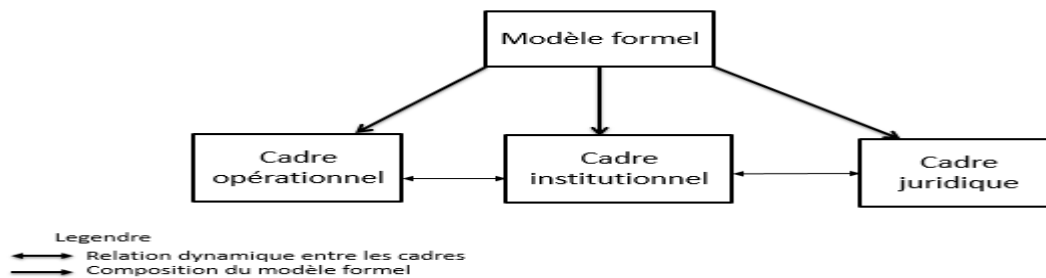 Modèle formel
Cadre
opérationnel
Cadre
institutionnel
Cadre
juridique
Legendre
Relation dynamique entre les cadres
Composition du modèle formel